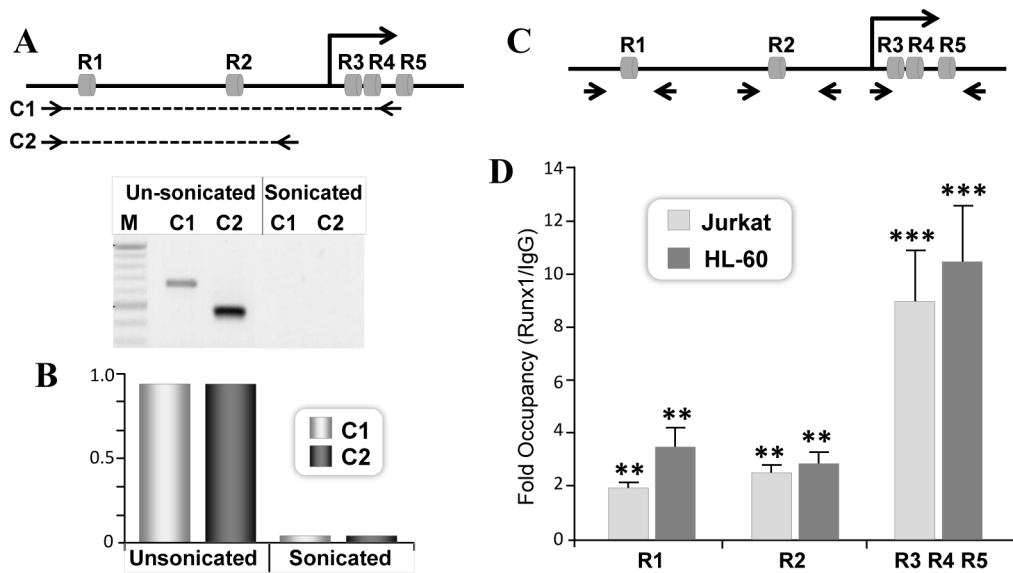 A
R1 R2 R3 R4 R5
C1
C2
Un-sonicated Sonicated
M C1 C2 C1 C2
B
1.0
0.5
0
C1
C2
Unsonicated Sonicated
C
R1 R2 R3 R4 R5
D
Fold Occupancy (Runx1/IgG)
14
12
10
8
6
4
2
0
Jurkat
HL-60
** ** ** ** *** ***
R1 R2 R3 R4 R5